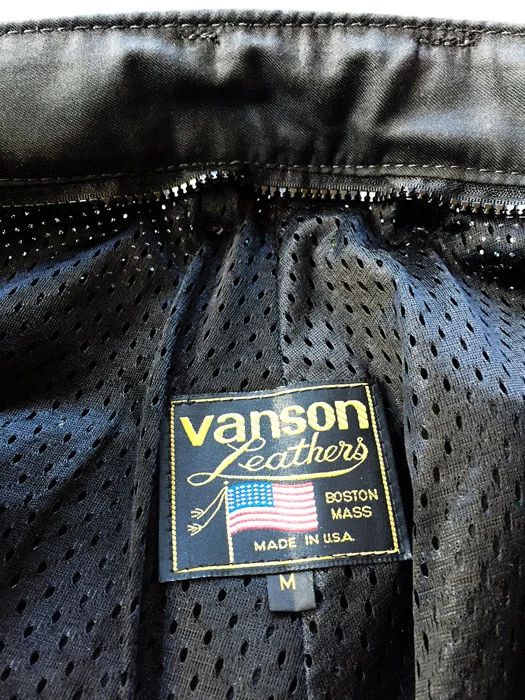 vanson
Leathers
BOSTON
MASS
MADE IN U.S.A.
M